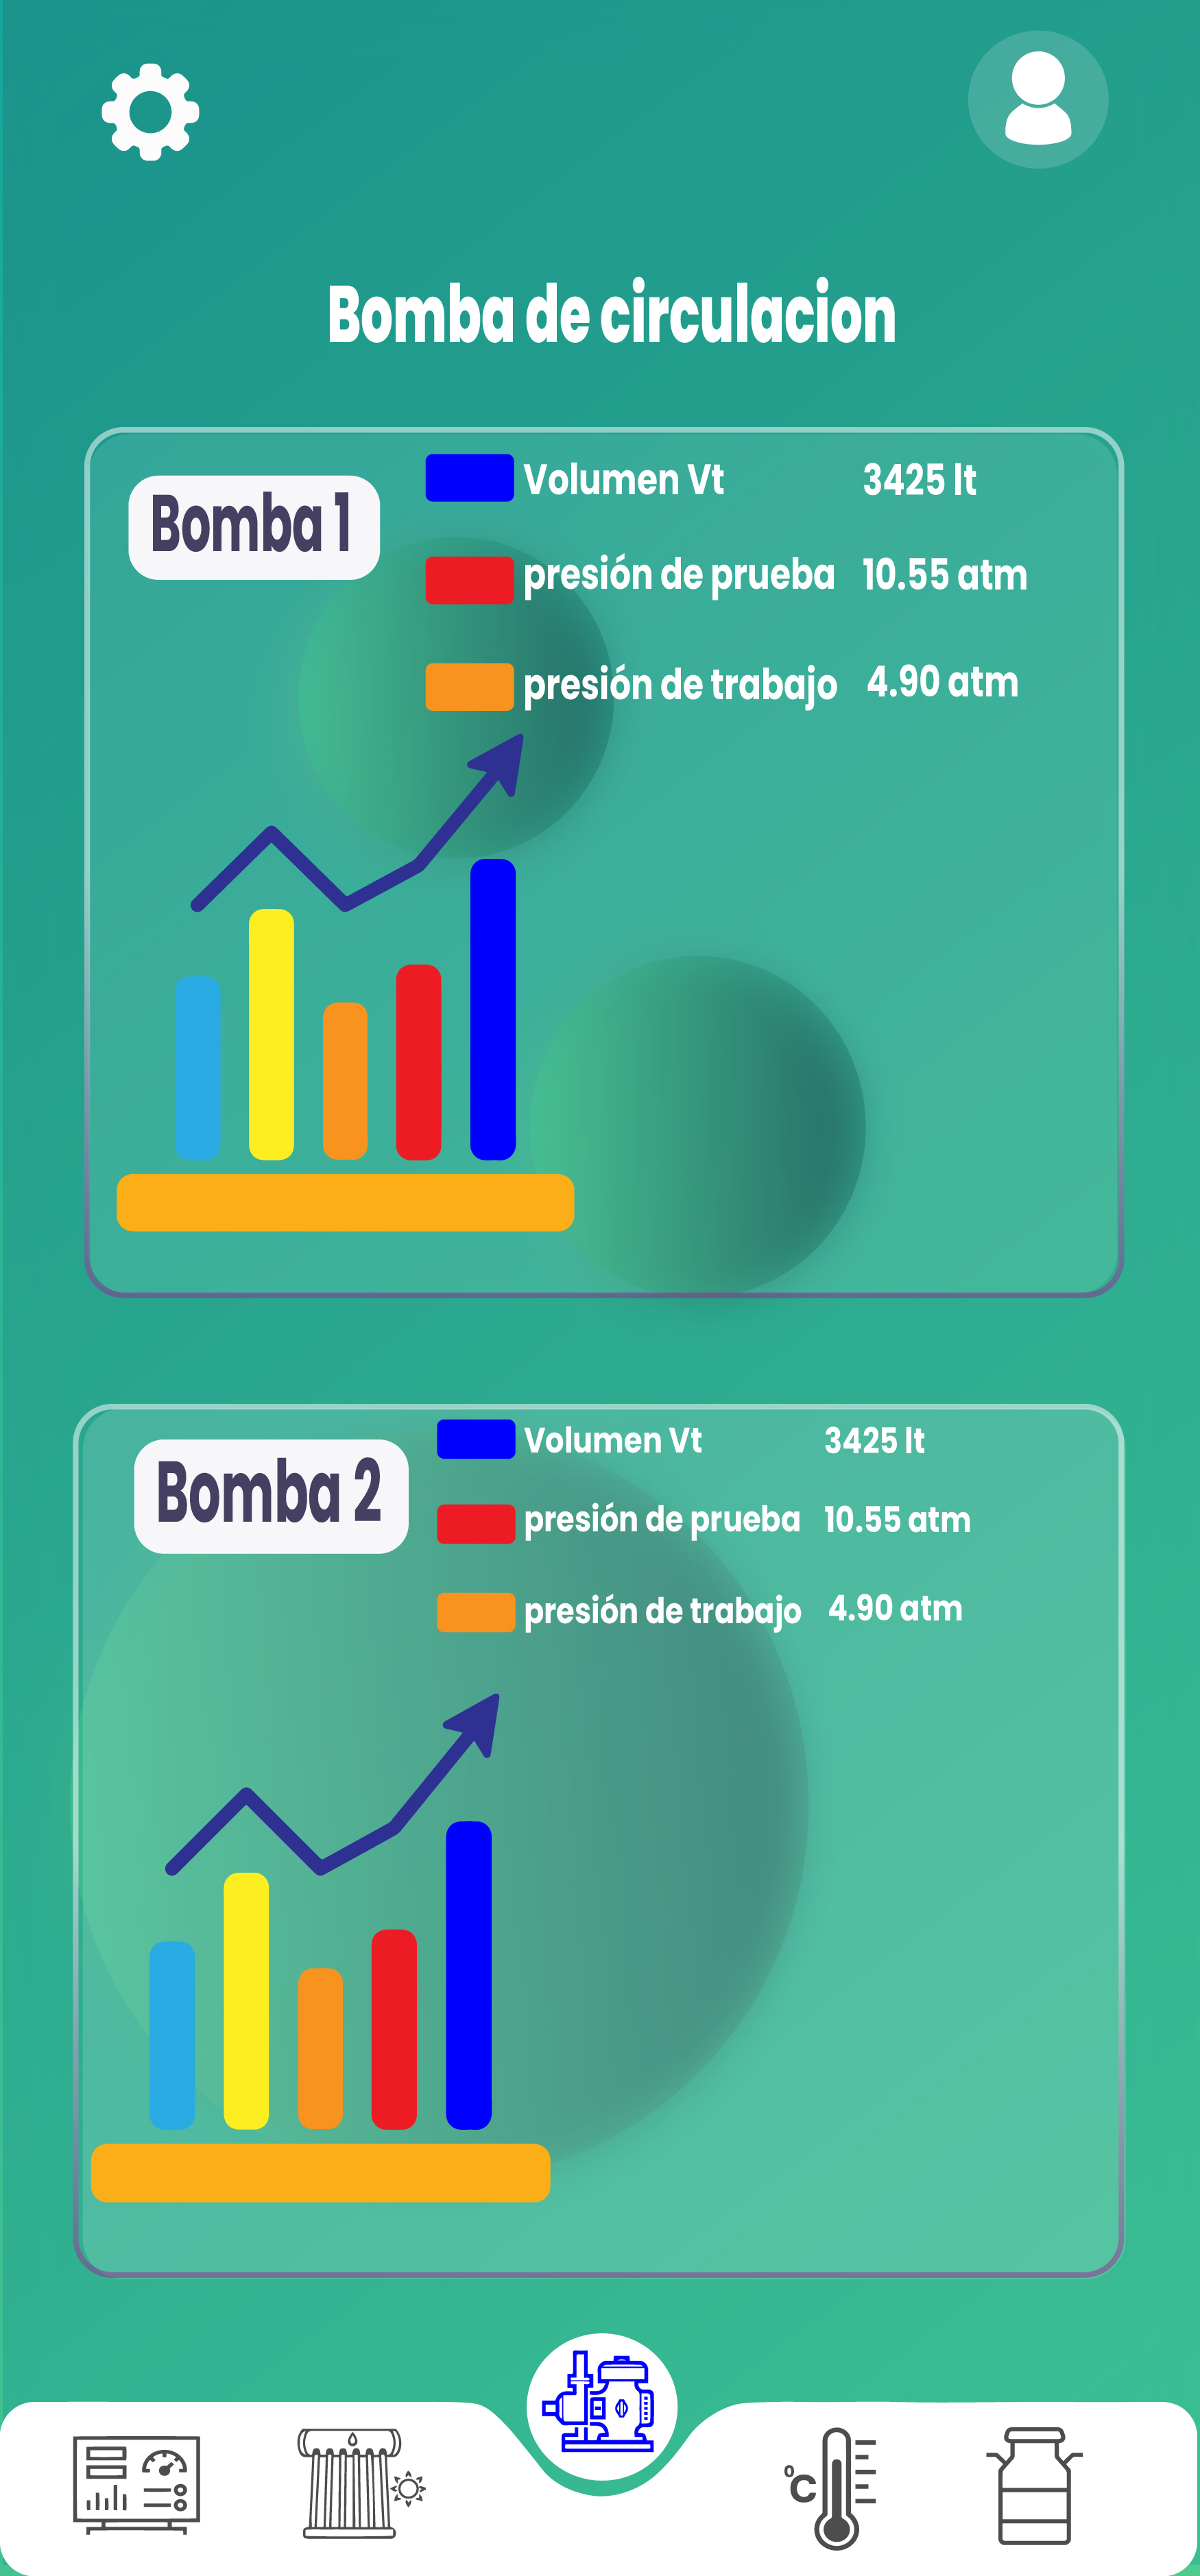 Bomba de circulacion
Bomba 1
Volumen Vt 3425 lt
presión de prueba 10.55 atm
presión de trabajo 4.90 atm
Bomba 2
Volumen Vt 3425 lt
presión de prueba 10.55 atm
presión de trabajo 4.90 atm
°C